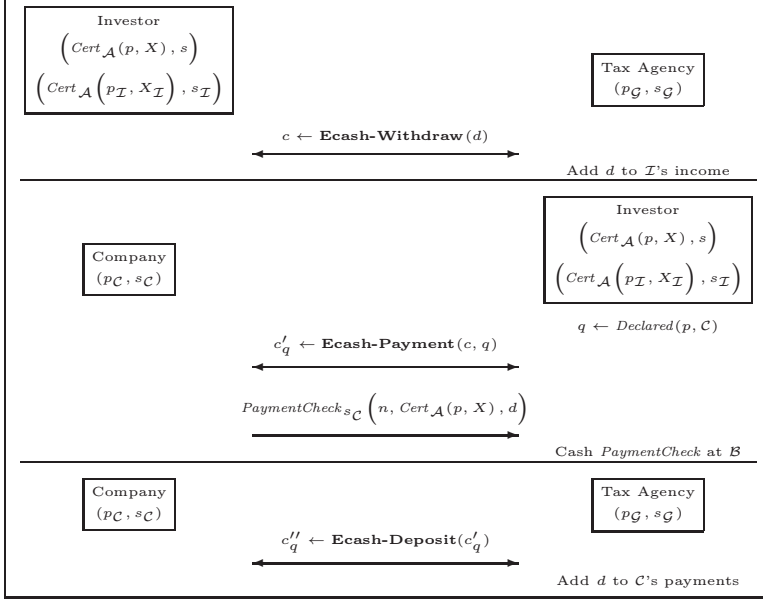 Investor
(Cert_𝒜(p, X), s)
(Cert_𝒜(p_ℐ, X_ℐ), s_ℐ)
Tax Agency
(p_𝒢, s_𝒢)
c ← Ecash-Withdraw(d)
Add d to ℐ's income
Investor
(Cert_𝒜(p, X), s)
(Cert_𝒜(p_ℐ, X_ℐ), s_ℐ)
Company
(p_𝒞, s_𝒞)
q ← Declared(p, 𝒞)
c′_q ← Ecash-Payment(c, q)
PaymentCheck_{s_𝒞}(n, Cert_𝒜(p, X), d)
Cash PaymentCheck at ℬ
Company
(p_𝒞, s_𝒞)
Tax Agency
(p_𝒢, s_𝒢)
c″_q ← Ecash-Deposit(c′_q)
Add d to 𝒞's payments